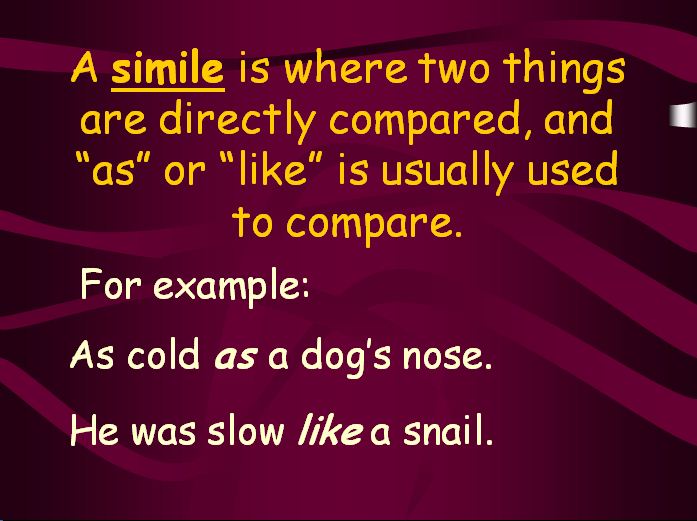 A simile is where two things
are directly compared, and
“as” or “like” is usually used
to compare.
For example:
As cold as a dog’s nose.
He was slow like a snail.